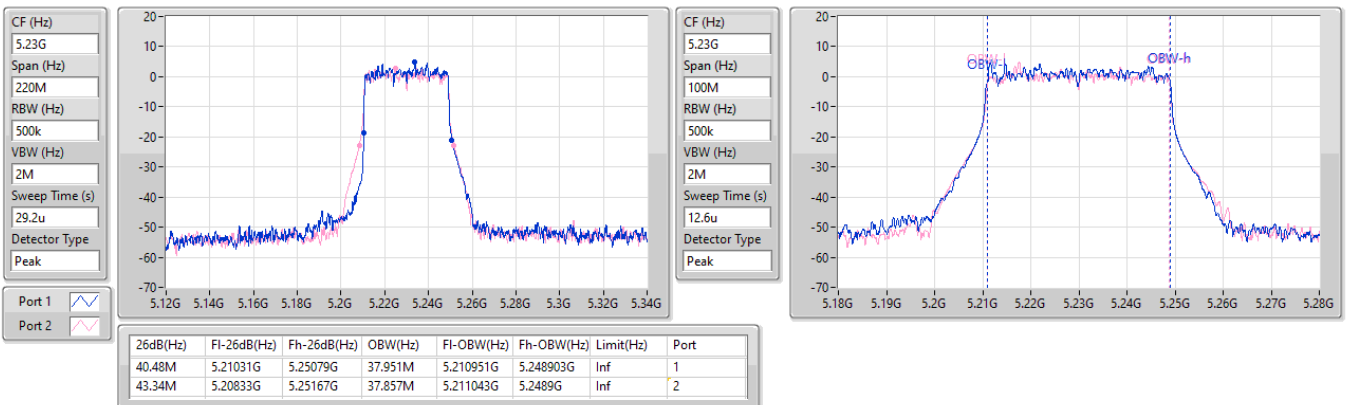 CF (Hz)
5.23G
Span (Hz)
220M
RBW (Hz)
500k
VBW (Hz)
2M
Sweep Time (s)
29.2u
Detector Type
Peak
Port 1
Port 2
20
10
0
-10
-20
-30
-40
-50
-60
-70
5.12G 5.14G 5.16G 5.18G 5.2G 5.22G 5.24G 5.26G 5.28G 5.3G 5.32G 5.34G
CF (Hz)
5.23G
Span (Hz)
100M
RBW (Hz)
500k
VBW (Hz)
2M
Sweep Time (s)
12.6u
Detector Type
Peak
20
10
0
-10
-20
-30
-40
-50
-60
-70
OBW-l
OBW-l
OBW-h
5.18G 5.19G 5.2G 5.21G 5.22G 5.23G 5.24G 5.25G 5.26G 5.27G 5.28G
26dB(Hz) Fl-26dB(Hz) Fh-26dB(Hz) OBW(Hz) Fl-OBW(Hz) Fh-OBW(Hz) Limit(Hz) Port
40.48M 5.21031G 5.25079G 37.951M 5.210951G 5.248903G Inf 1
43.34M 5.20833G 5.25167G 37.857M 5.211043G 5.2489G Inf 2